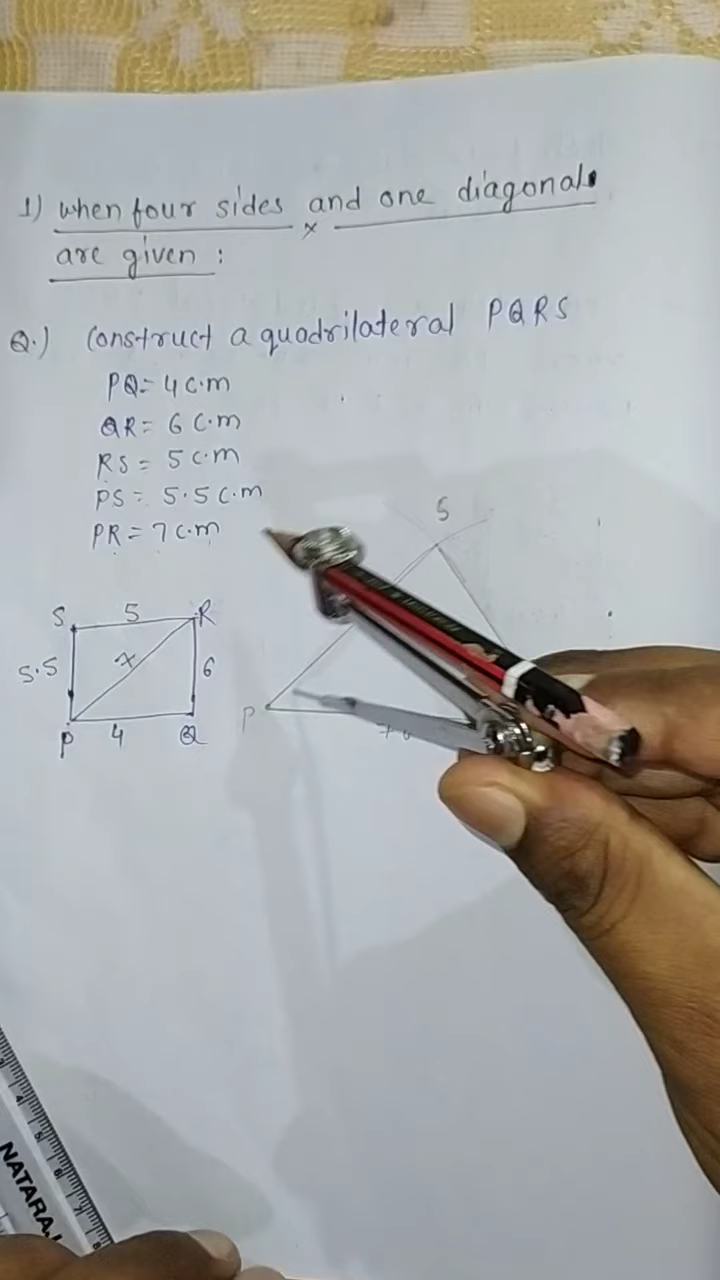 1) when four sides and one diagonal
are given :
Q.) Construct a quadrilateral PQRS
PQ= 4 c.m
QR= 6 c.m
RS = 5 c.m
PS = 5.5 c.m
PR = 7 c.m
S
S 5 R
5.5 7 6
P 4 Q
P
NATARAJ